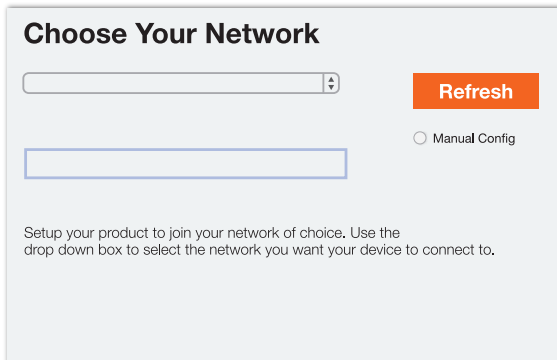 Choose Your Network
Refresh
Manual Config
Setup your product to join your network of choice. Use the
drop down box to select the network you want your device to connect to.